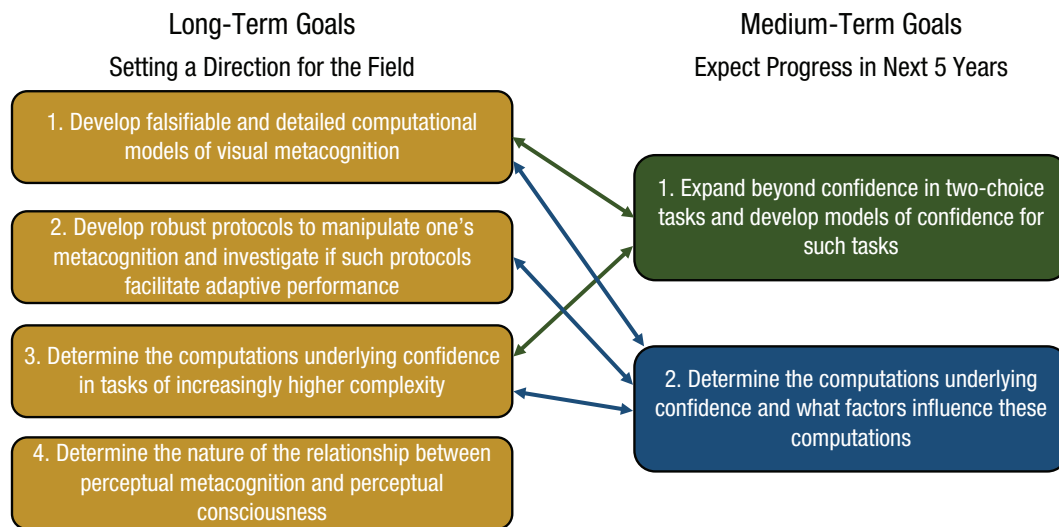 Long-Term Goals
Setting a Direction for the Field
1. Develop falsifiable and detailed computational
models of visual metacognition
2. Develop robust protocols to manipulate one’s
metacognition and investigate if such protocols
facilitate adaptive performance
3. Determine the computations underlying confidence
in tasks of increasingly higher complexity
4. Determine the nature of the relationship between
perceptual metacognition and perceptual
consciousness
Medium-Term Goals
Expect Progress in Next 5 Years
1. Expand beyond confidence in two-choice
tasks and develop models of confidence for
such tasks
2. Determine the computations underlying
confidence and what factors influence these
computations